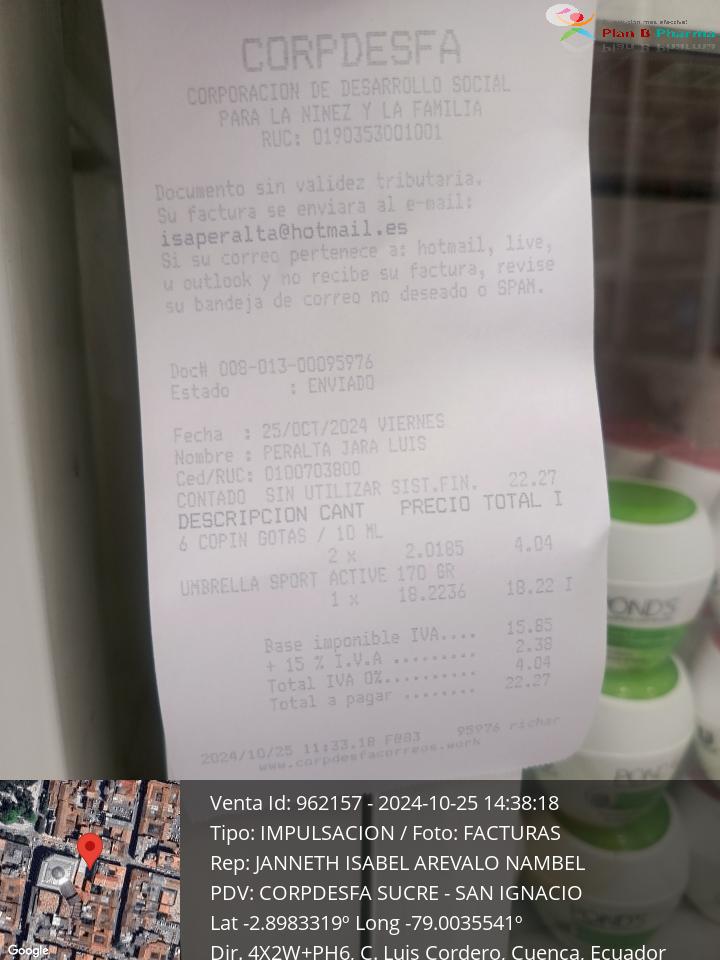 Plan B Pharma
CORPDESFA
CORPORACION DE DESARROLLO SOCIAL
PARA LA NINEZ Y LA FAMILIA
RUC: 0190353001001
Documento sin validez tributaria.
Su factura se enviara al e-mail:
isaperalta@hotmail.es
Si su correo pertenece a: hotmail, live,
u outlook y no recibe su factura, revise
su bandeja de correo no deseado o SPAM.
Doc# 008-013-00095976
Estado : ENVIADO
Fecha : 25/OCT/2024 VIERNES
Nombre : PERALTA JARA LUIS
Ced/RUC: 0100703800
CONTADO SIN UTILIZAR SIST.FIN. 22.27
DESCRIPCION CANT PRECIO TOTAL I
6 COPIN GOTAS / 10 ML
2 x 2.0185 4.04
UMBRELLA SPORT ACTIVE 170 GR
1 x 18.2236 18.22 I
Base imponible IVA.... 15.85
+ 15 % I.V.A ......... 2.38
Total IVA 0%.......... 4.04
Total a pagar ........ 22.27
2024/10/25 11:33.18 F@83 95976 richar
www.corpdesfacorreos.work
POND'S
POND'S
POND'S
Venta Id: 962157 - 2024-10-25 14:38:18
Tipo: IMPULSACION / Foto: FACTURAS
Rep: JANNETH ISABEL AREVALO NAMBEL
PDV: CORPDESFA SUCRE - SAN IGNACIO
Lat -2.8983319º Long -79.0035541º
Dir. 4X2W+PH6, C. Luis Cordero, Cuenca, Ecuador
Google